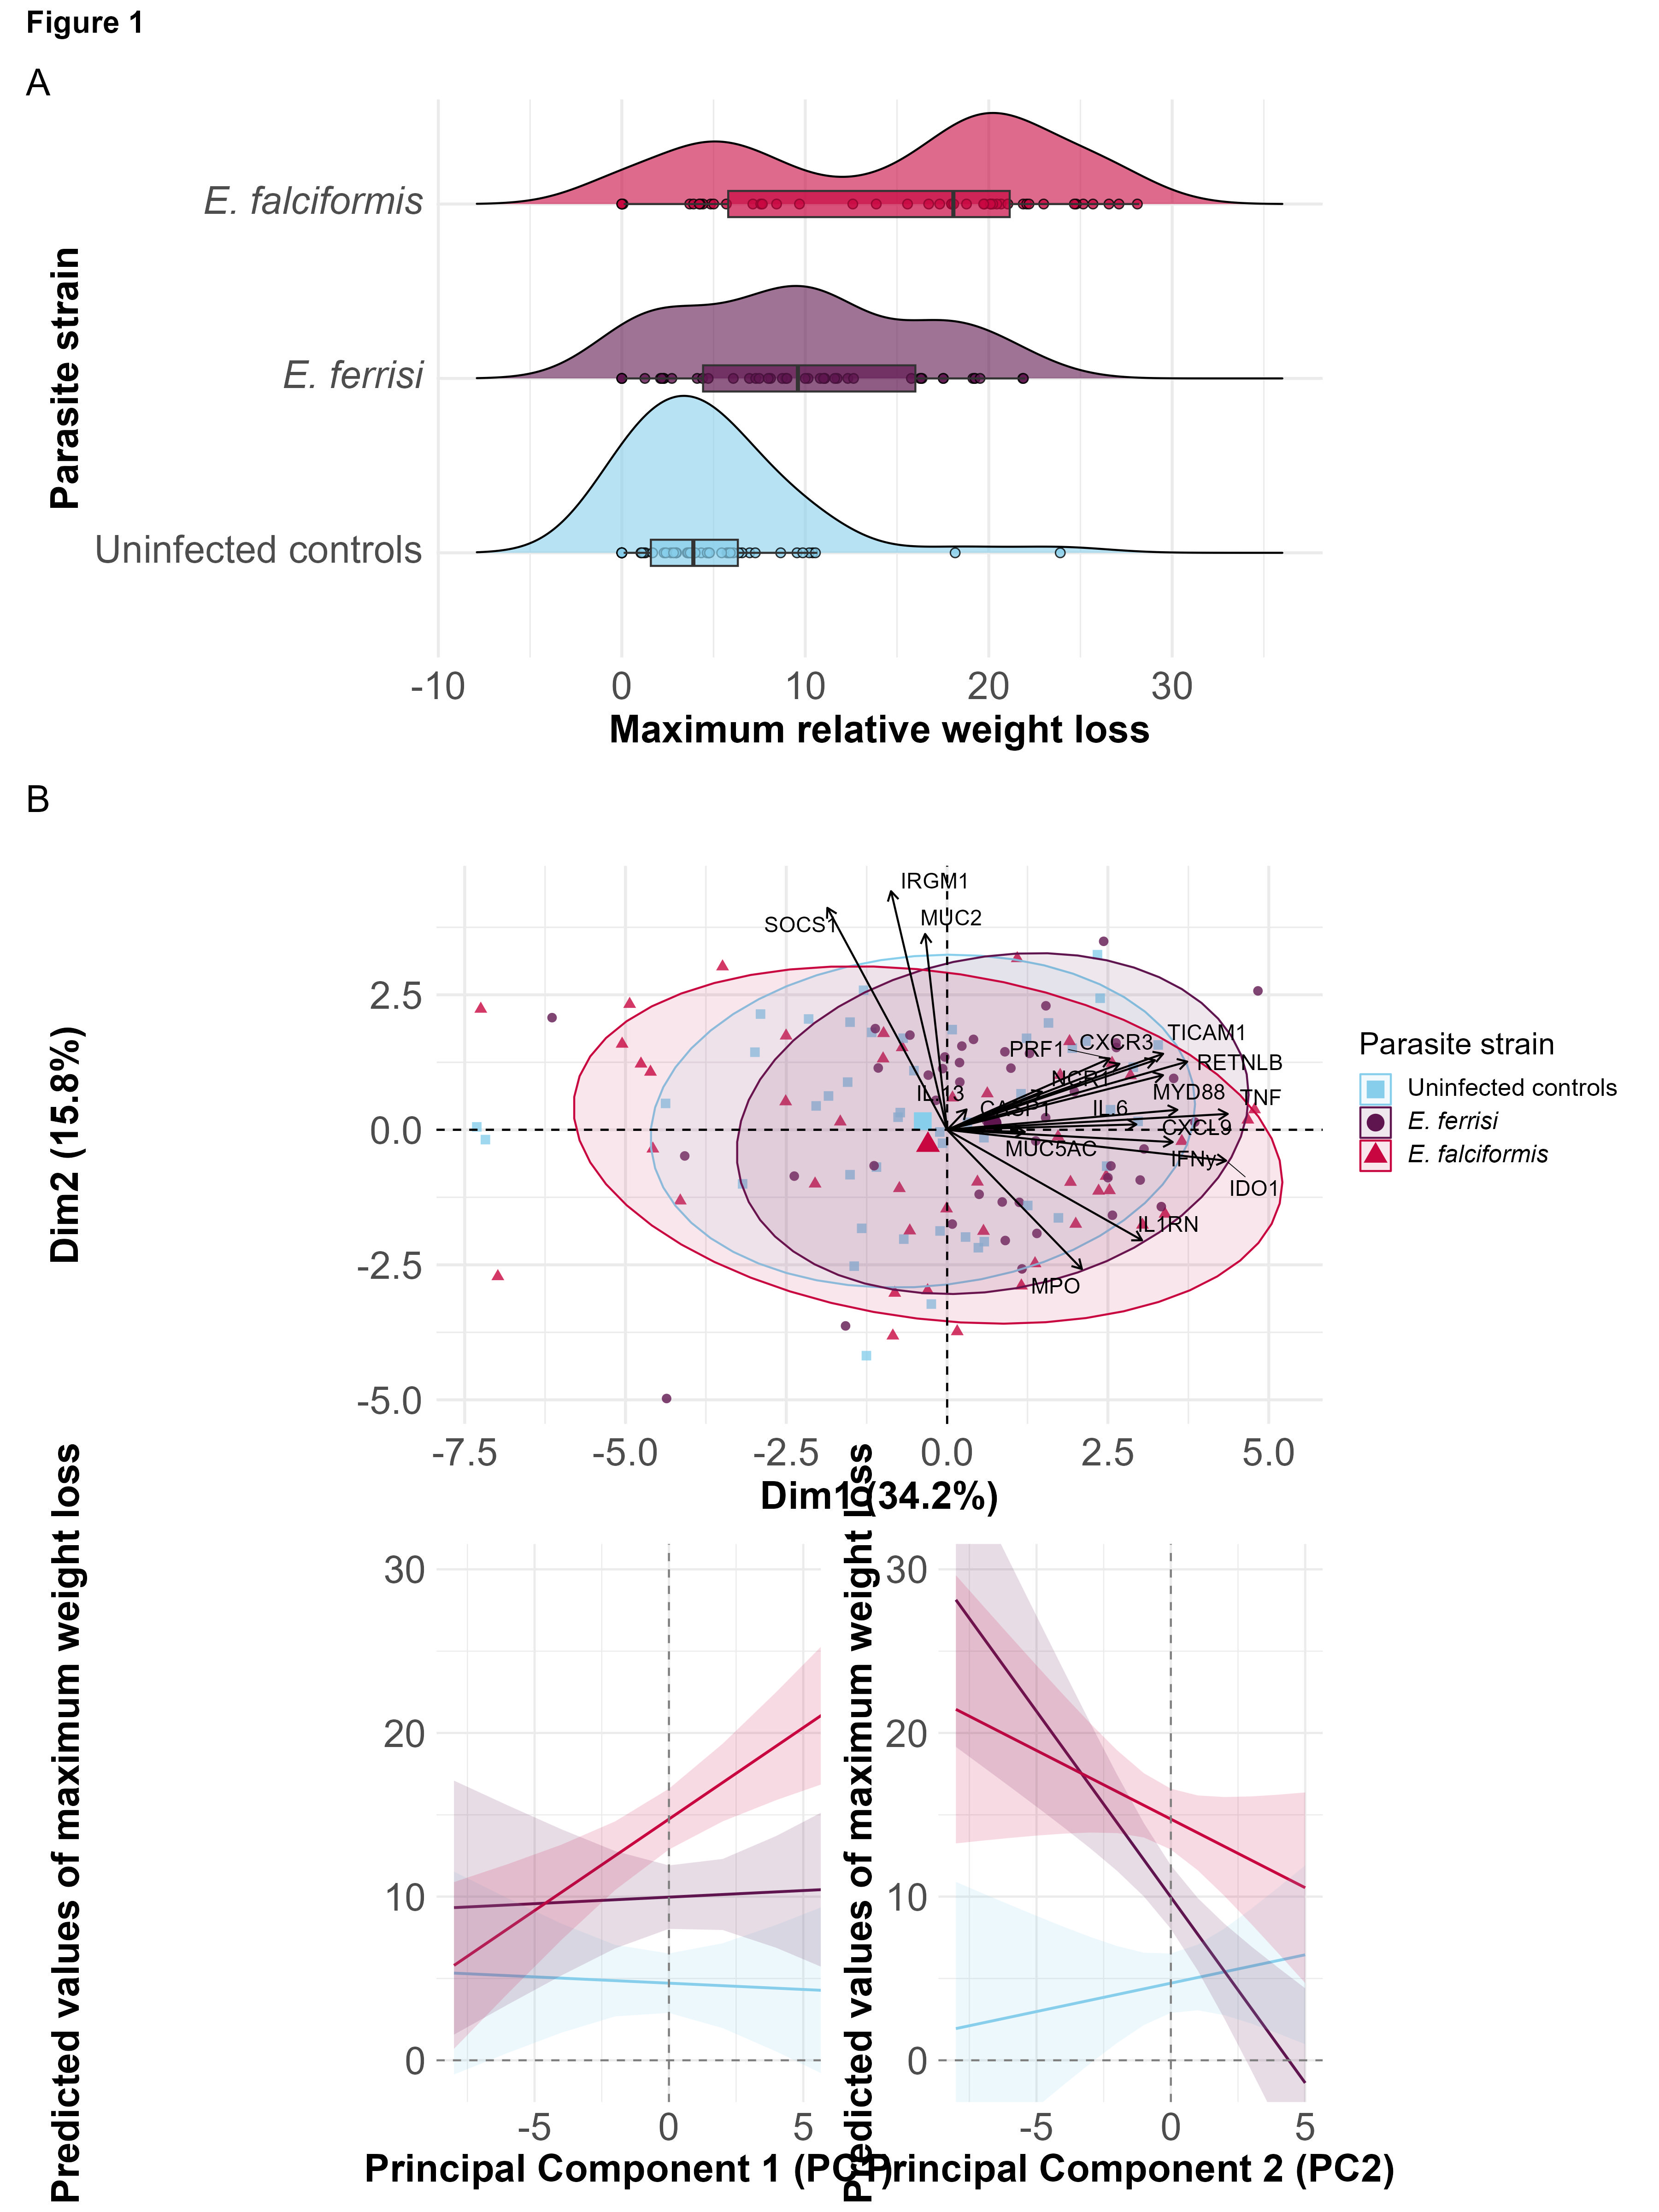 Figure 1
A
Parasite strain
E. falciformis
E. ferrisi
Uninfected controls
-10 0 10 20 30
Maximum relative weight loss
B
Dim2 (15.8%)
2.5
0.0
-2.5
-5.0
IRGM1
SOCS1
MUC2
TICAM1
CXCR3
PRF1
RETNLB
NCR1
MYD88
IL.13
TNF
CASP1
IL.6
CXCL9
MUC5AC
IFNy
IDO1
IL1RN
MPO
-7.5 -5.0 -2.5 0.0 2.5 5.0
Dim1 (34.2%)
Parasite strain
Uninfected controls
E. ferrisi
E. falciformis
Predicted values of maximum weight loss
30
20
10
0
-5 0 5
Principal Component 1 (PC1)
Predicted values of maximum weight loss
30
20
10
0
-5 0 5
Principal Component 2 (PC2)